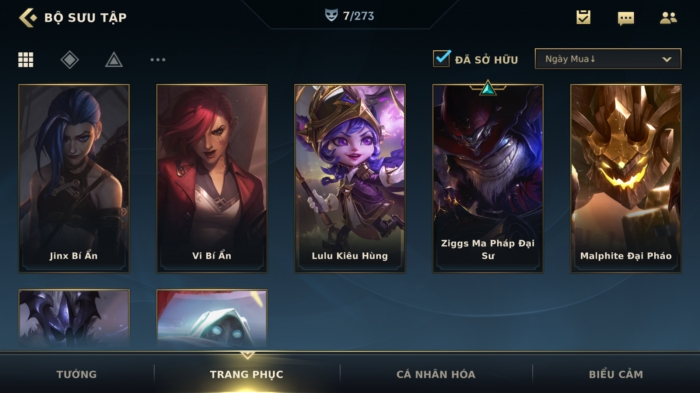 BỘ SƯU TẬP
7/273
ĐÃ SỞ HỮU
Ngày Mua↓
Jinx Bí Ẩn
Vi Bí Ẩn
Lulu Kiêu Hùng
Ziggs Ma Pháp Đại
Sư
Malphite Đại Pháo
TƯỚNG
TRANG PHỤC
CÁ NHÂN HÓA
BIỂU CẢM